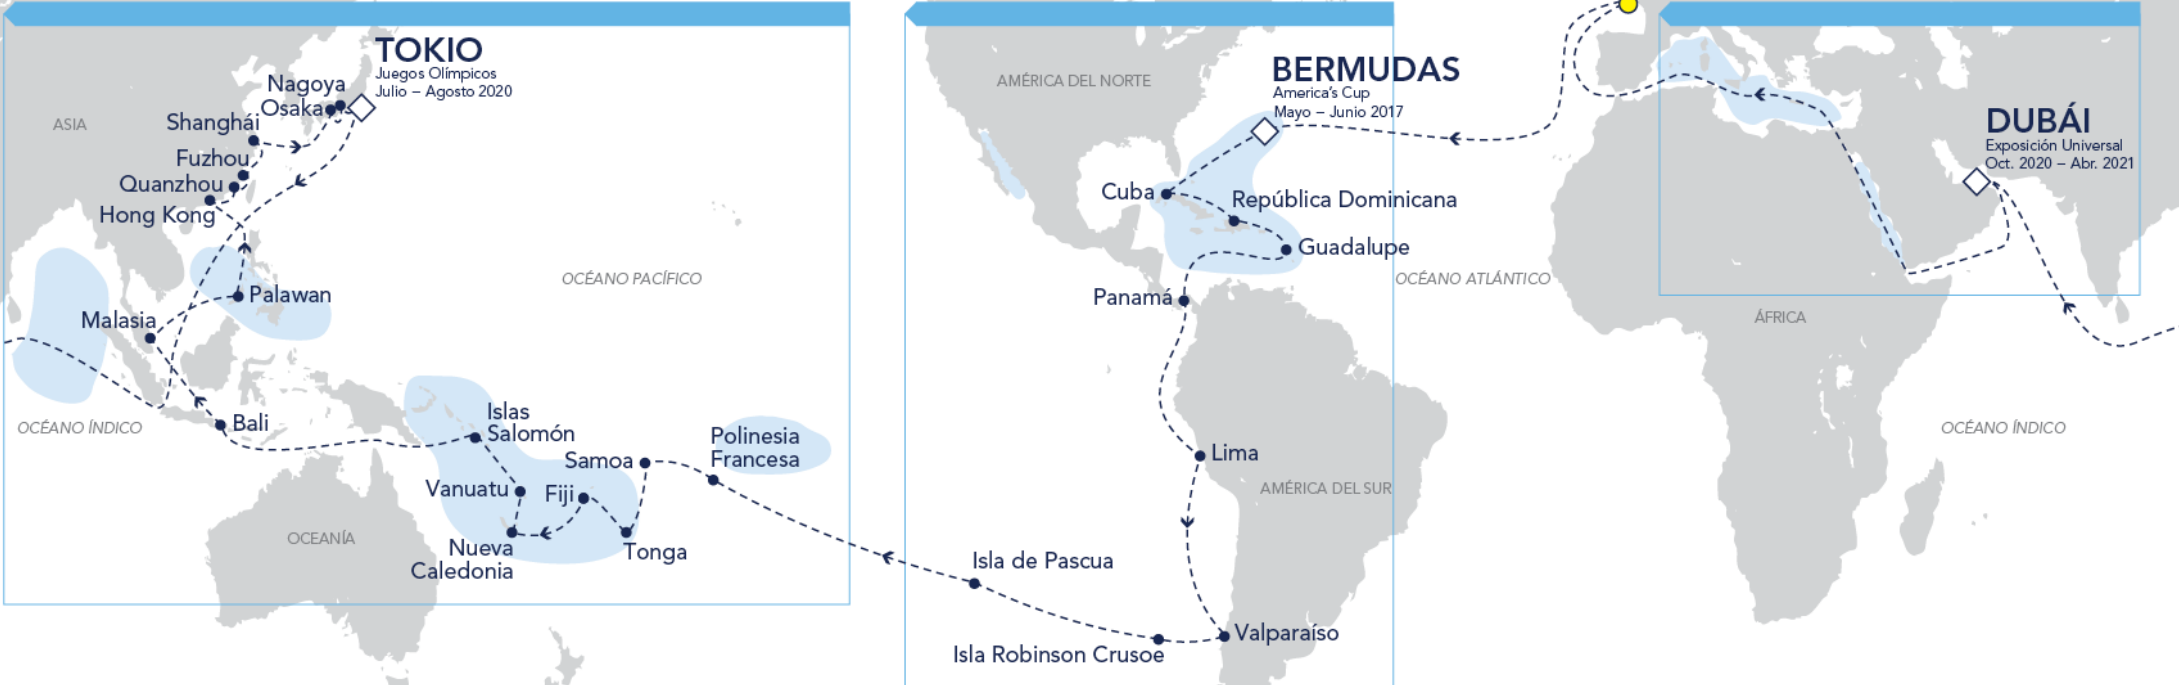 TOKIO
Juegos Olímpicos
Julio – Agosto 2020
Nagoya
Osaka
Shanghái
Fuzhou
Quanzhou
Hong Kong
ASIA
Palawan
Malasia
Bali
OCÉANO ÍNDICO
OCÉANO PACÍFICO
Islas
Salomón
Polinesia
Francesa
Samoa
Vanuatu
Fiji
Nueva
Caledonia
Tonga
OCEANÍA
AMÉRICA DEL NORTE
BERMUDAS
America's Cup
Mayo – Junio 2017
Cuba
República Dominicana
Guadalupe
Panamá
OCÉANO ATLÁNTICO
Lima
AMÉRICA DEL SUR
Isla de Pascua
Valparaíso
Isla Robinson Crusoe
DUBÁI
Exposición Universal
Oct. 2020 – Abr. 2021
ÁFRICA
OCÉANO ÍNDICO